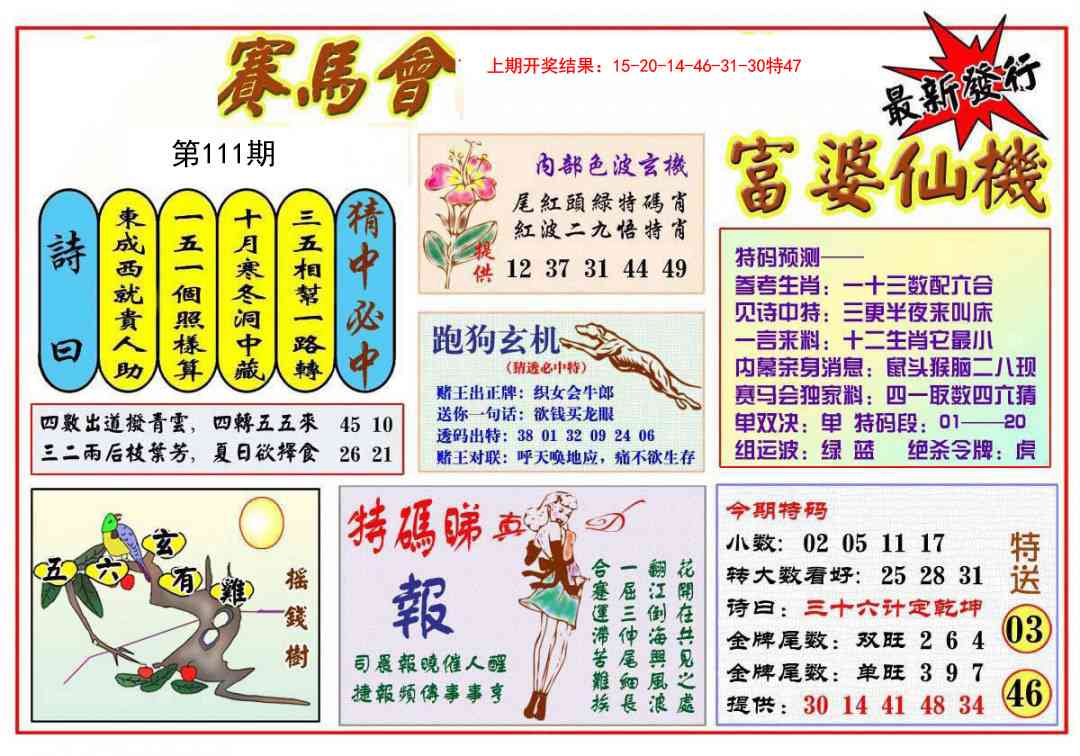 賽馬會
上期开奖结果：15-20-14-46-31-30特47
最新發行
富婆仙機
第111期
詩曰
東成西就貴人助
一五一個照樣算
十月寒冬洞中藏
三五相幫一路轉
猜中必中
四數出道撥青雲，四轉五五來 45 10
三二兩后枝葉芳，夏日欲擇食 26 21
內部色波玄機
尾紅頭綠特碼肖
紅波二九悟特肖
提供
12 37 31 44 49
跑狗玄机
（猜透必中特）
赌王出正牌：织女会牛郎
送你一句话：欲钱买龙眼
透码出特：38 01 32 09 24 06
赌王对联：呼天唤地应，痛不欲生存
特码预测——
参考生肖：一十三数配六合
见诗中特：三更半夜来叫床
一言来料：十二生肖它最小
内幕亲身消息：鼠头猴脑二八现
赛马会独家料：四一取数四六猜
单双决：单 特码段：01——20
组运波：绿 蓝 绝杀令牌：虎
五六玄有雞
搖錢樹
特碼睇真D
報
司晨報曉催人醒
捷報頻傳事事亨
花開在共見之處
翻江倒海興風浪
一屈三伸尾細長
合蹇運滯苦難挨
今期特码
小数：02 05 11 17
转大数看好：25 28 31
诗曰：三十六计定乾坤
金牌尾数：双旺 2 6 4
金牌尾数：单旺 3 9 7
提供：30 14 41 48 34
特送
03
46